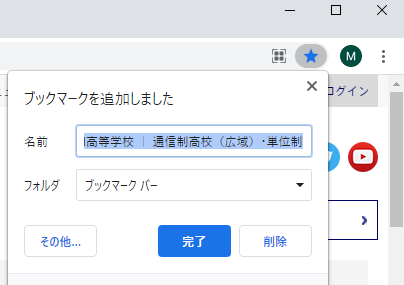 M
ブックマークを追加しました
ログイン
名前
高等学校 ｜ 通信制高校（広域）・単位制
フォルダ
ブックマーク バー
その他...
完了
削除